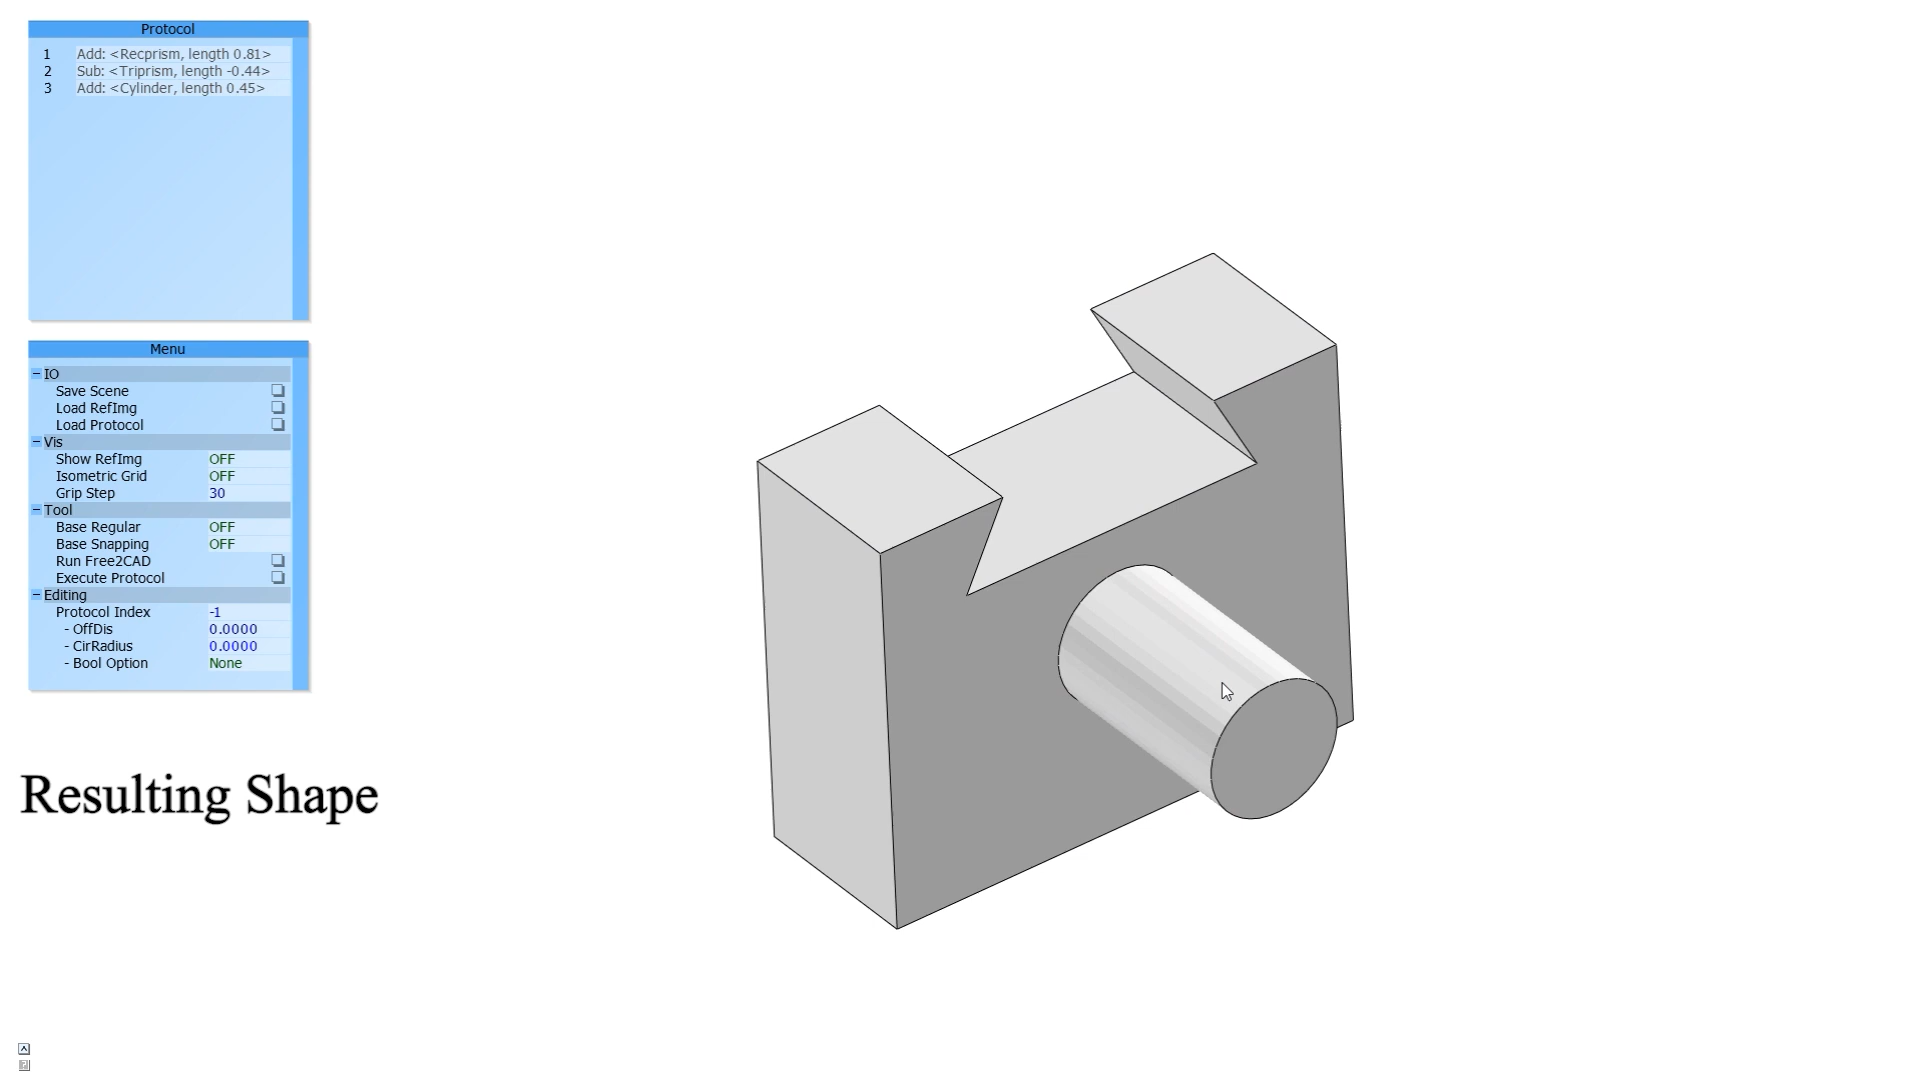 Protocol
1 Add: <Recprism, length 0.81>
2 Sub: <Triprism, length -0.44>
3 Add: <Cylinder, length 0.45>
Menu
IO
Save Scene
Load RefImg
Load Protocol
Vis
Show RefImg OFF
Isometric Grid OFF
Grip Step 30
Tool
Base Regular OFF
Base Snapping OFF
Run Free2CAD
Execute Protocol
Editing
Protocol Index -1
- OffDis 0.0000
- CirRadius 0.0000
- Bool Option None
Resulting Shape
?